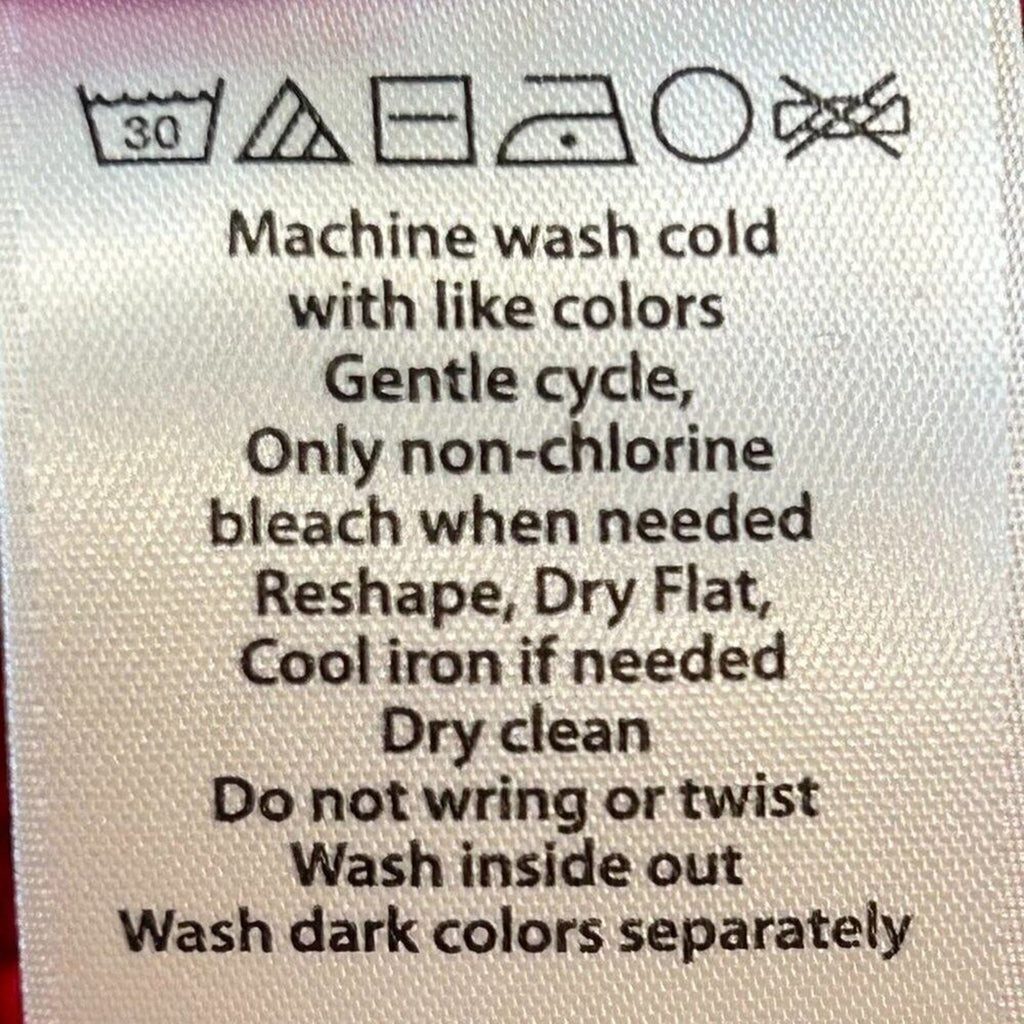 30
Machine wash cold
with like colors
Gentle cycle,
Only non-chlorine
bleach when needed
Reshape, Dry Flat,
Cool iron if needed
Dry clean
Do not wring or twist
Wash inside out
Wash dark colors separately